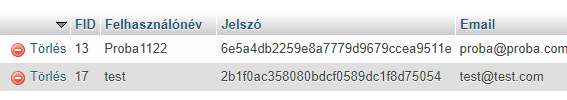 FID Felhasználónév Jelszó Email
Törlés 13 Proba1122 6e5a4db2259e8a7779d9679ccea9511e proba@proba.com
Törlés 17 test 2b1f0ac358080bdcf0589dc1f8d75054 test@test.com